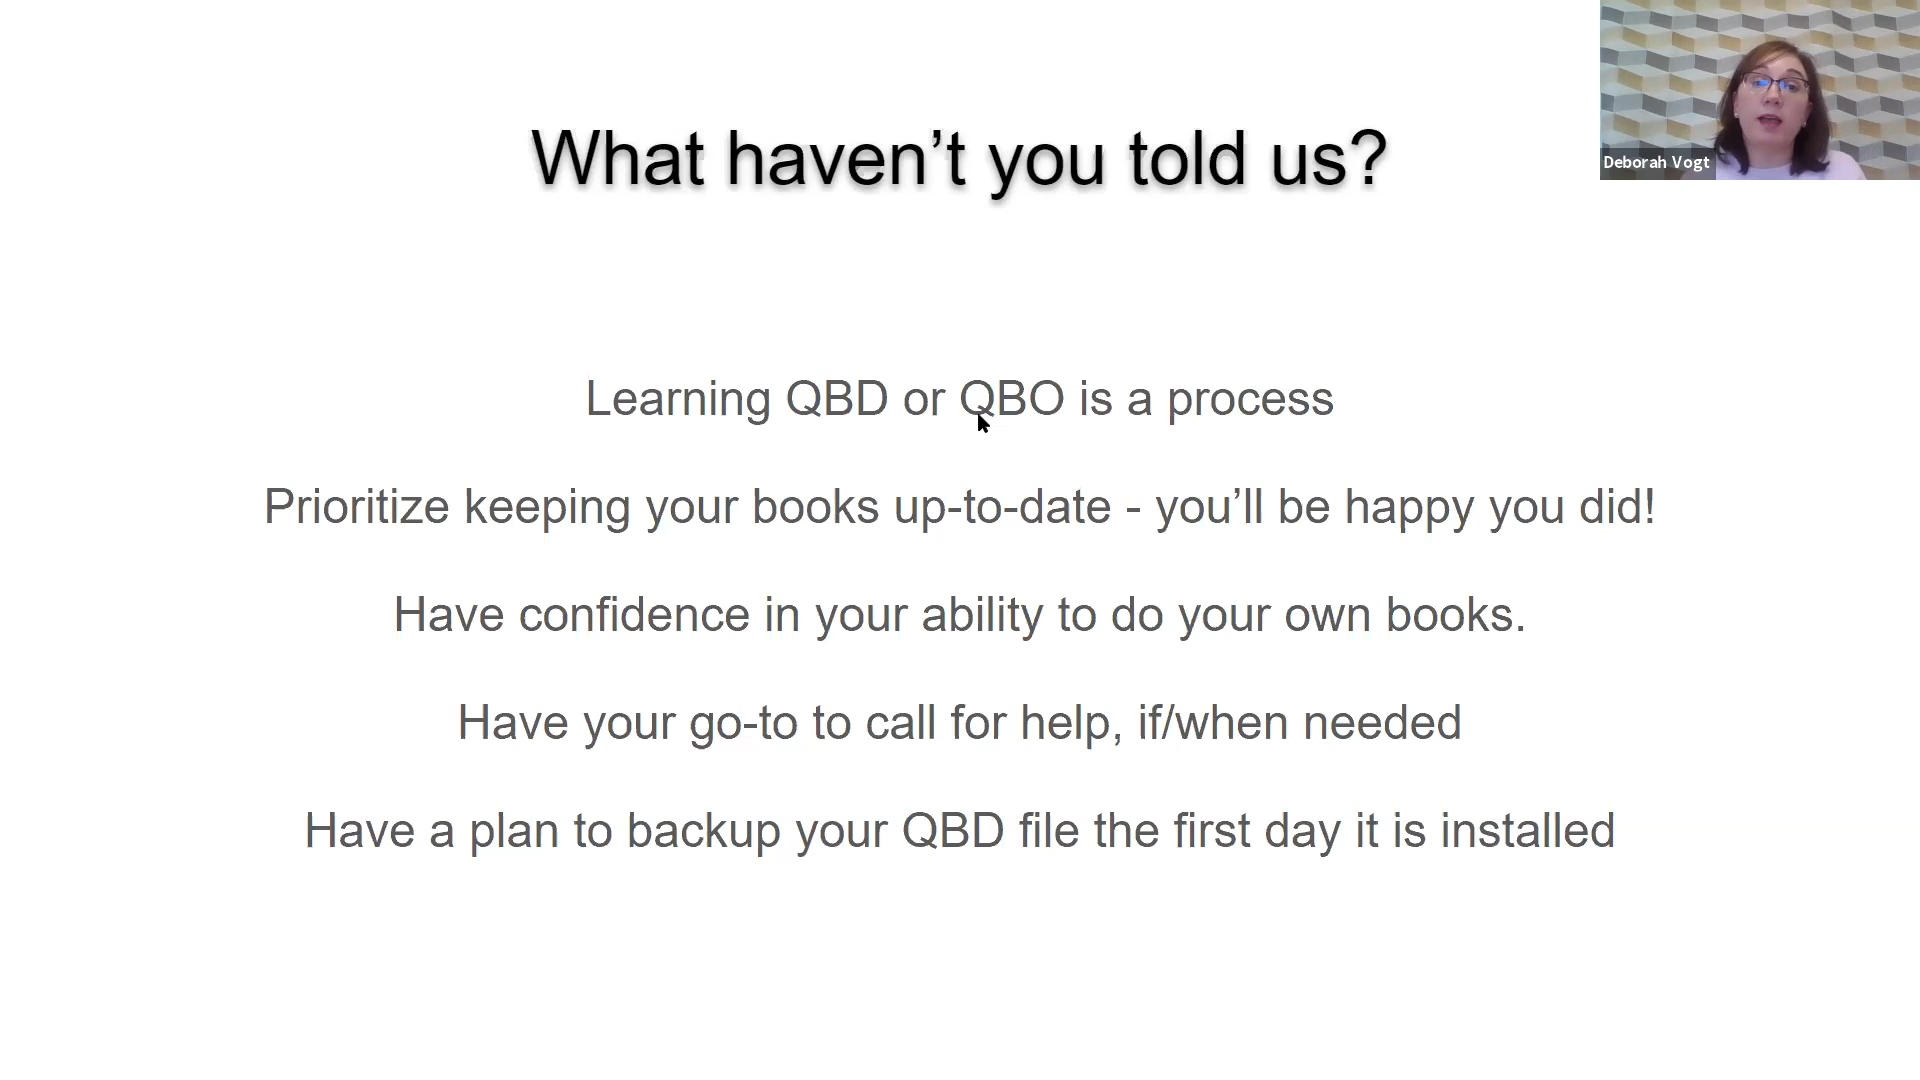 What haven’t you told us?
Deborah Vogt
Learning QBD or QBO is a process
Prioritize keeping your books up-to-date - you’ll be happy you did!
Have confidence in your ability to do your own books.
Have your go-to to call for help, if/when needed
Have a plan to backup your QBD file the first day it is installed